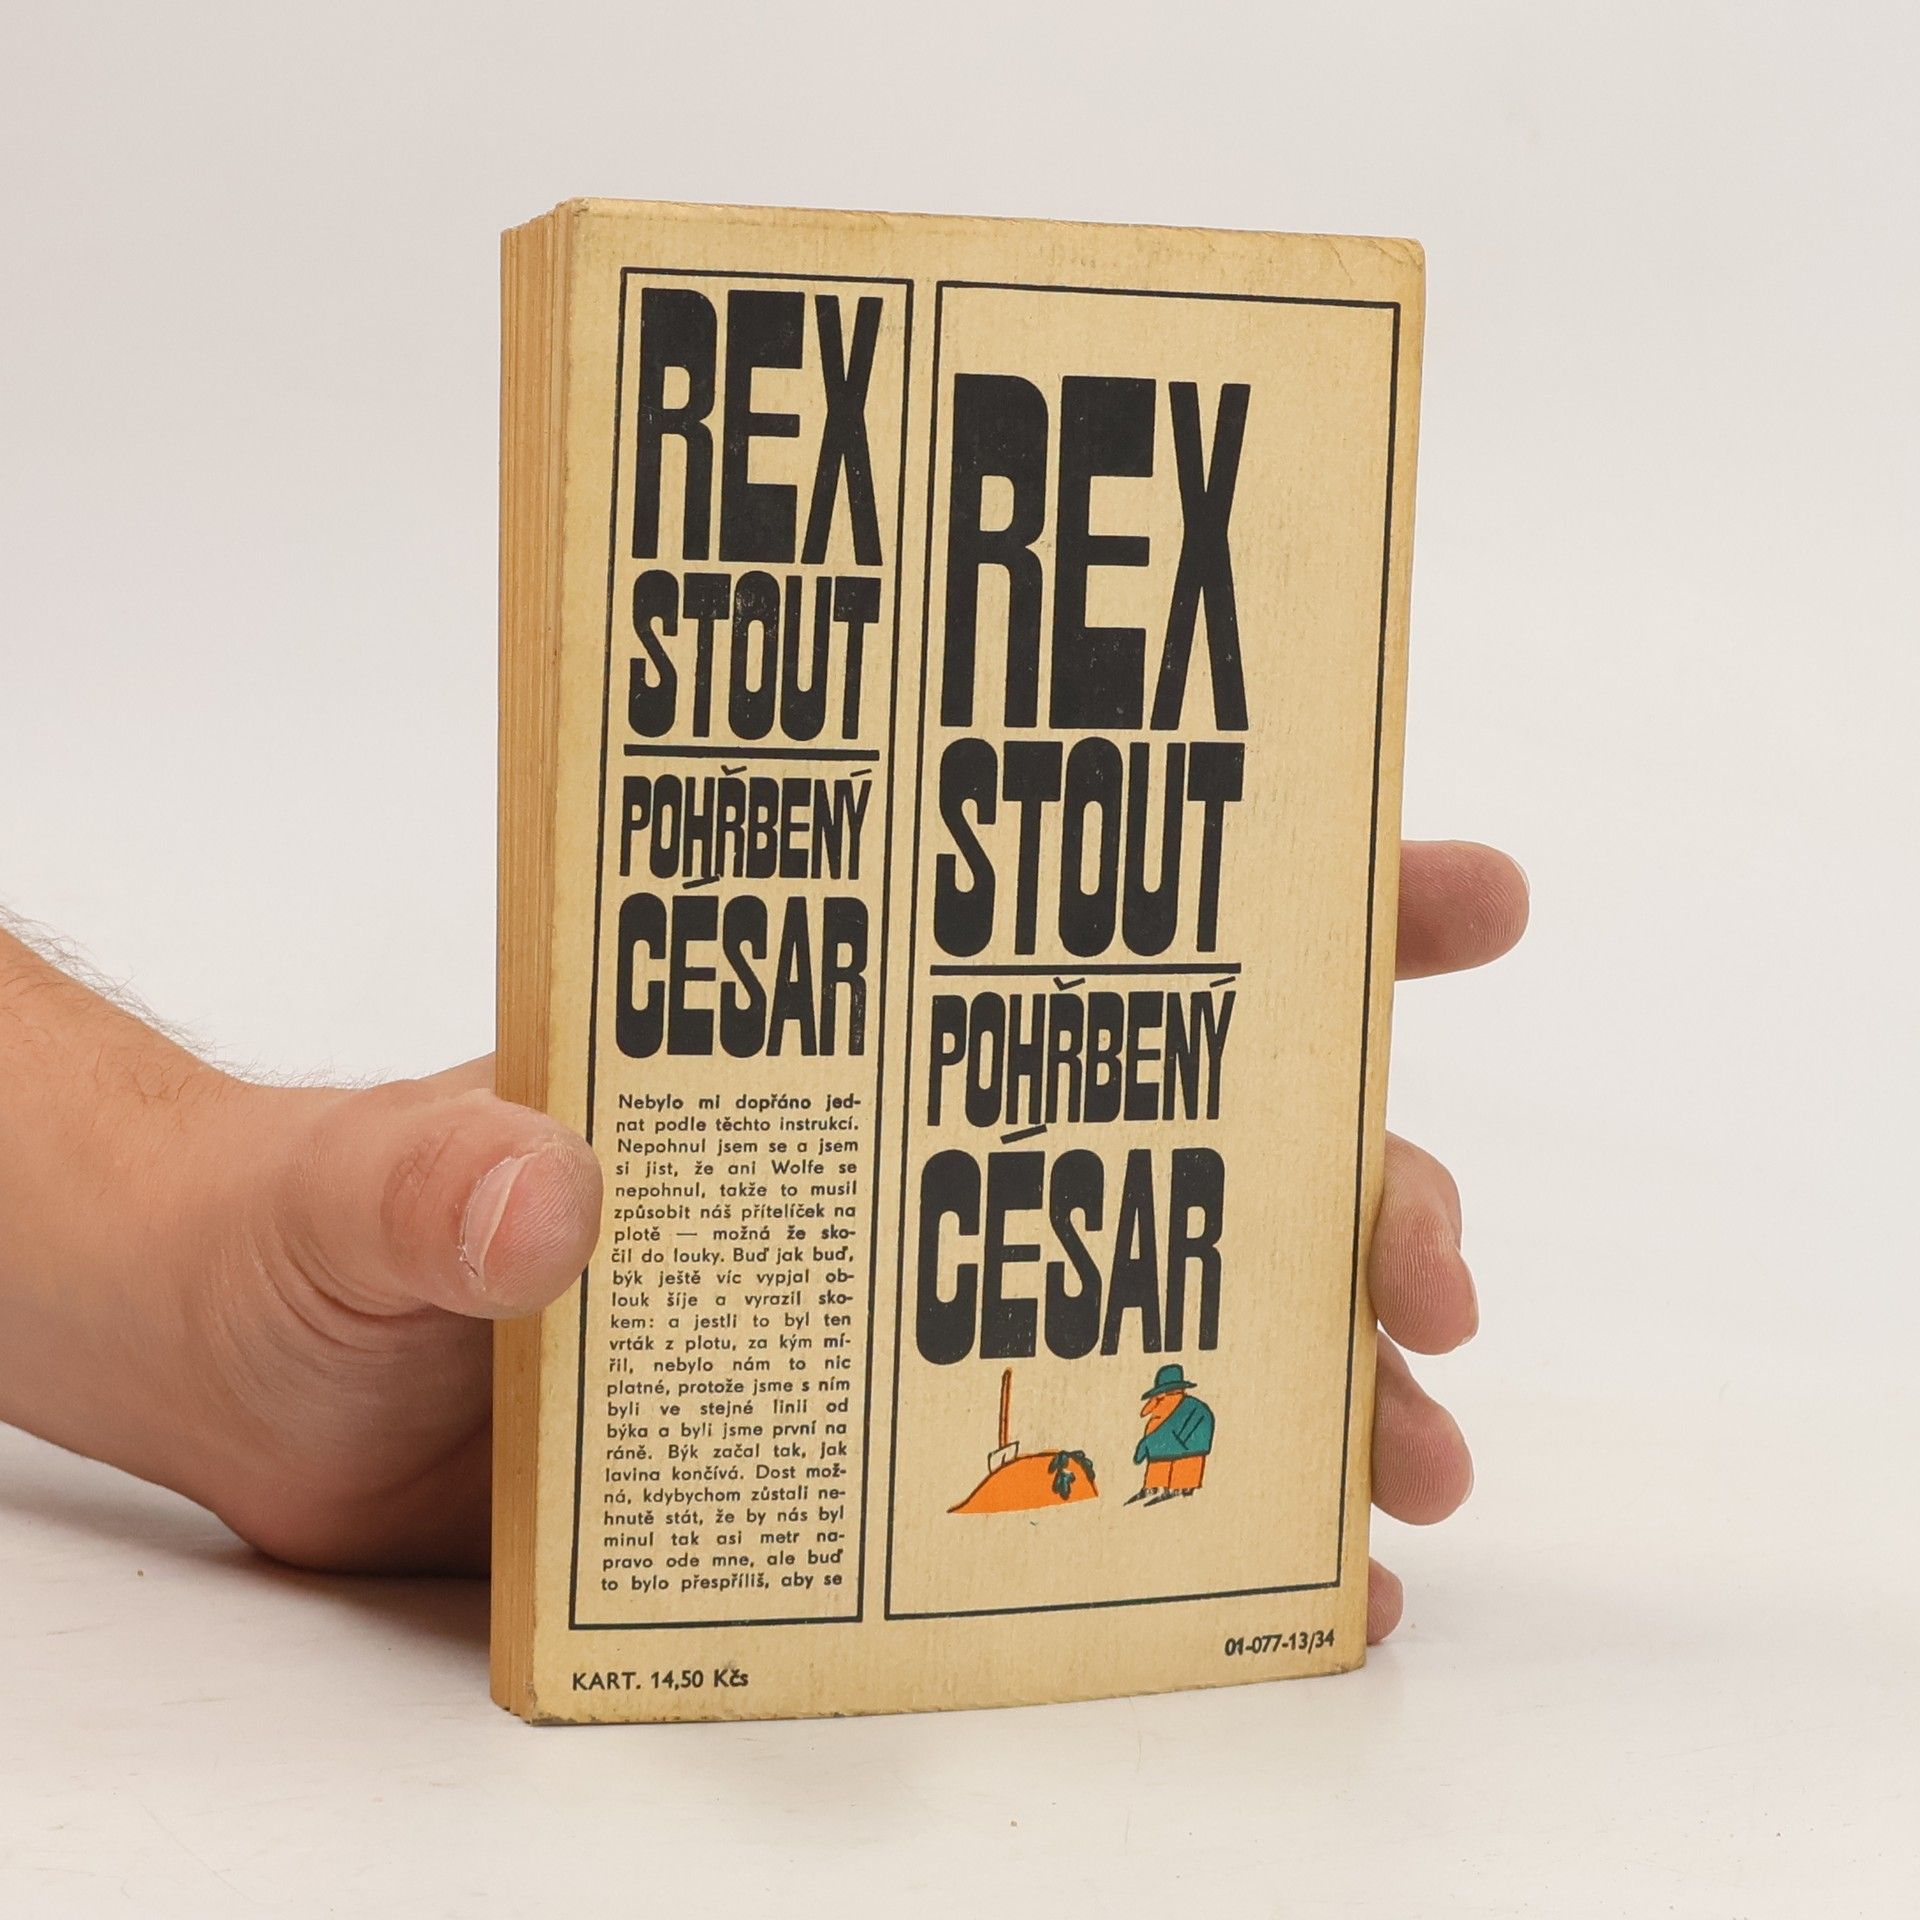 REX
STOUT
POHŘBENÝ
CÉSAR
Nebylo mi dopřáno jed-
nat podle těchto instrukcí.
Nepohnul jsem se a jsem
si jist, že ani Wolfe se
nepohnul, takže to musil
způsobit náš přítelíček na
plotě — možná že sko-
čil do louky. Buď jak buď,
býk ještě víc vypjal ob-
louk šíje a vyrazil sko-
kem: a jestli to byl ten
vrták z plotu, za kým mí-
řil, nebylo nám to nic
platné, protože jsme s ním
byli ve stejné linii od
býka a byli jsme první na
ráně. Býk začal tak, jak
lavina končívá. Dost mož-
ná, kdybychom zůstali ne-
hnutě stát, že by nás byl
minul tak asi metr na-
pravo ode mne, ale buď
to bylo přespříliš, aby se
REX
STOUT
POHŘBENÝ
CÉSAR
KART. 14,50 Kčs
01-077-13/34